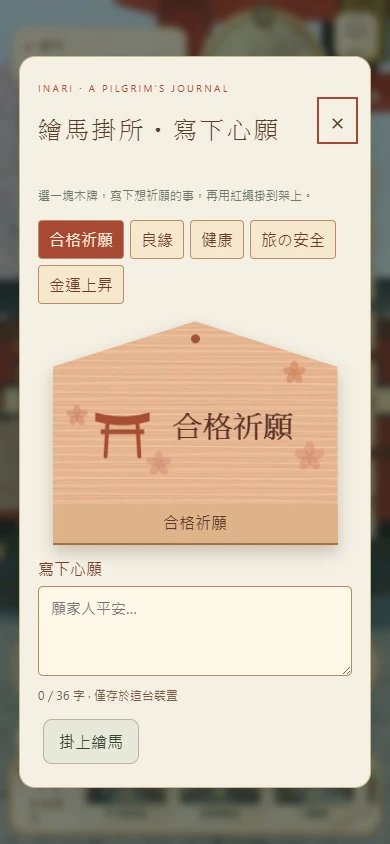 INARI · A PILGRIM'S JOURNAL
繪馬掛所・寫下心願
×
選一塊木牌，寫下想祈願的事，再用紅繩掛到架上。
合格祈願
良緣
健康
旅の安全
金運上昇
合格祈願
合格祈願
寫下心願
願家人平安…
0 / 36 字 · 僅存於這台裝置
掛上繪馬